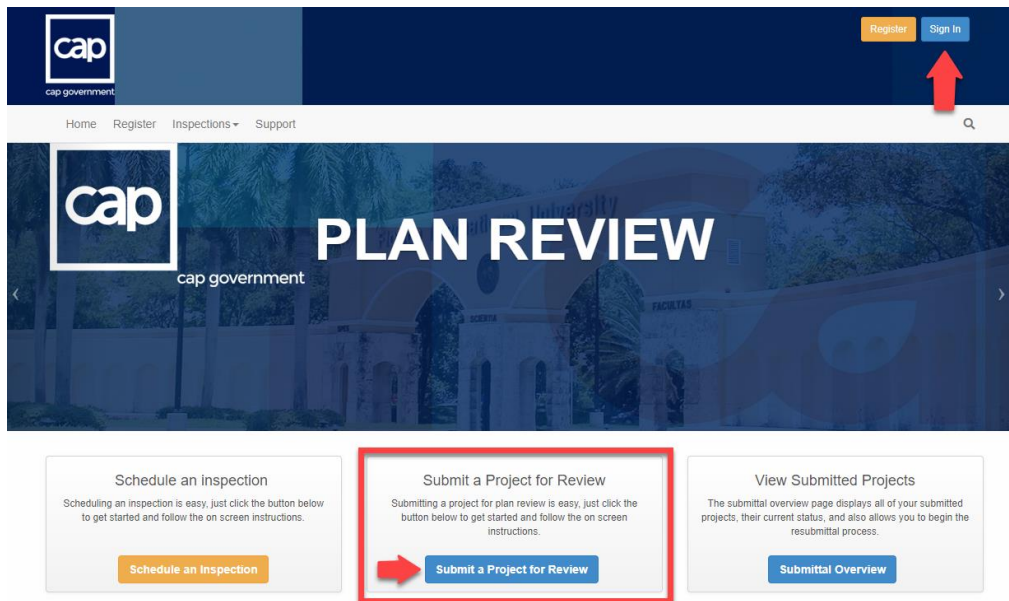 cap
cap government
Register
Sign In
Home
Register
Inspections
Support
cap
cap government
PLAN REVIEW
SCIENTIA
FACULTAS
Schedule an inspection
Scheduling an inspection is easy, just click the button below
to get started and follow the on screen instructions.
Schedule an Inspection
Submit a Project for Review
Submitting a project for plan review is easy, just click the
button below to get started and follow the on screen
instructions.
Submit a Project for Review
View Submitted Projects
The submittal overview page displays all of your submitted
projects, their current status, and also allows you to begin the
resubmittal process.
Submittal Overview